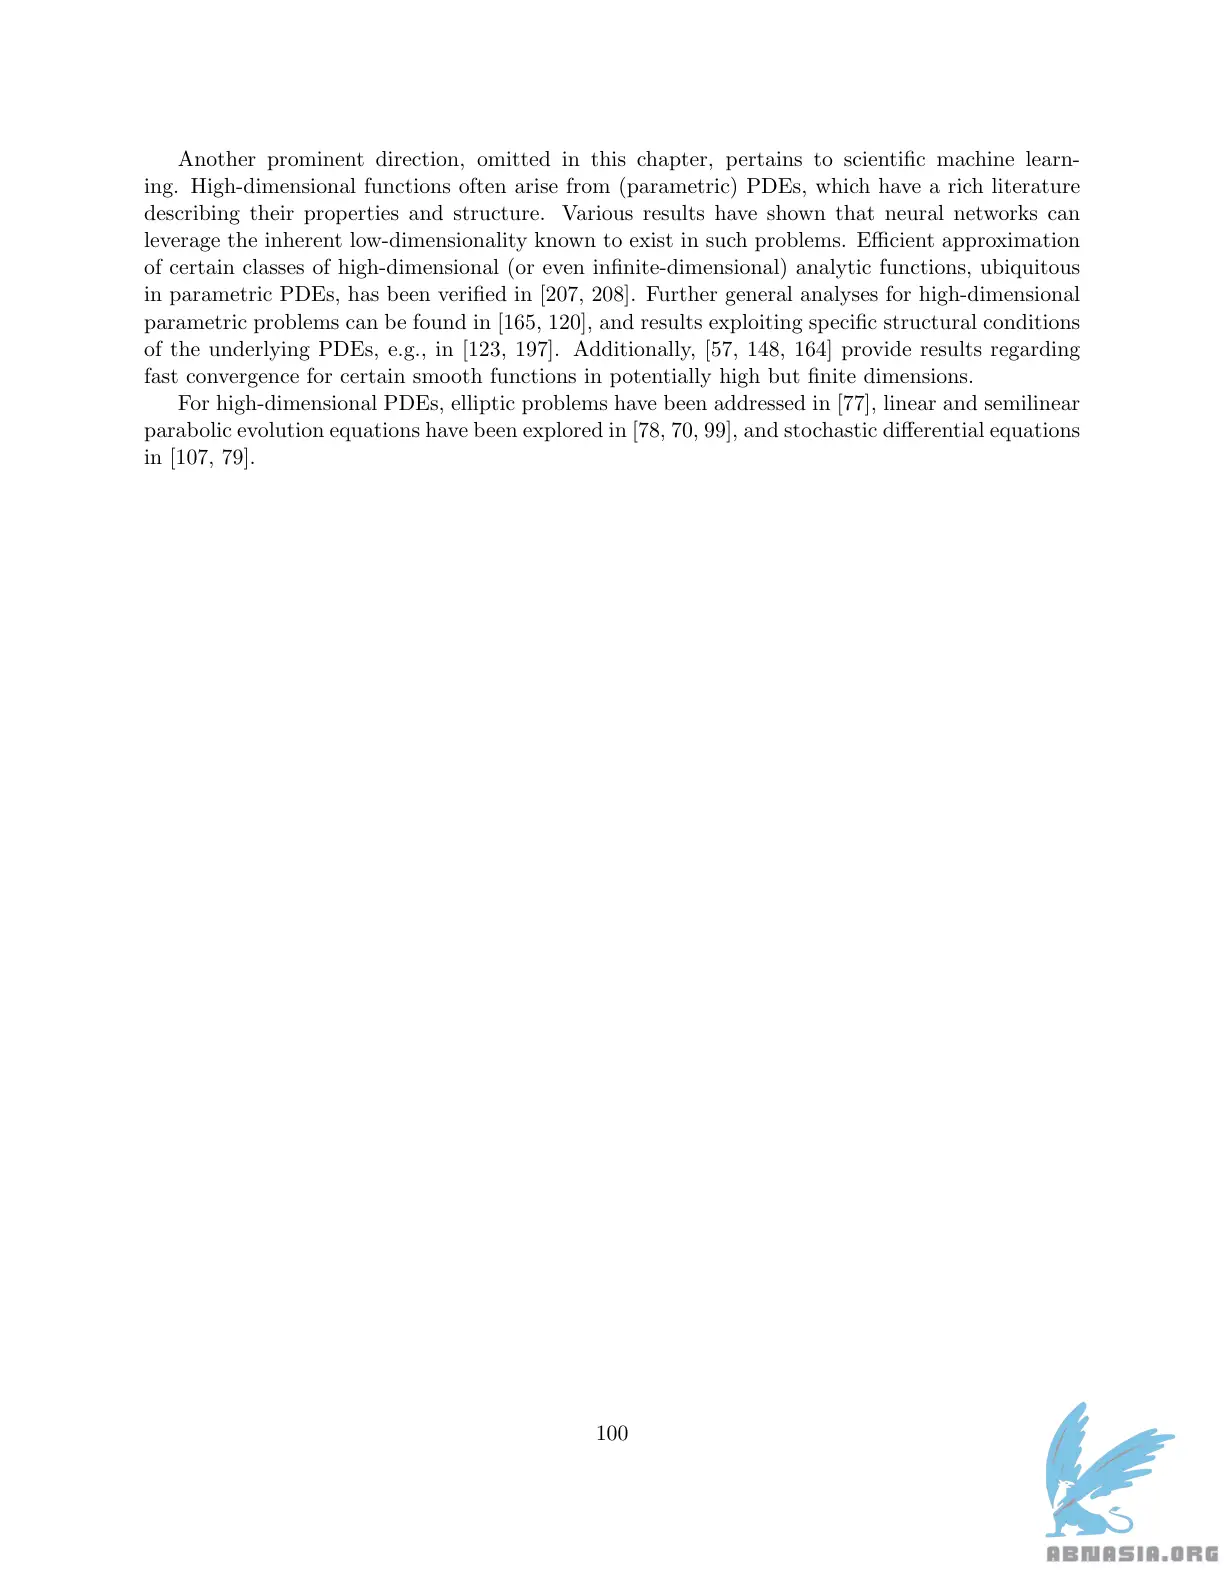 Another prominent direction, omitted in this chapter, pertains to scientific machine learn-
ing. High-dimensional functions often arise from (parametric) PDEs, which have a rich literature
describing their properties and structure. Various results have shown that neural networks can
leverage the inherent low-dimensionality known to exist in such problems. Efficient approximation
of certain classes of high-dimensional (or even infinite-dimensional) analytic functions, ubiquitous
in parametric PDEs, has been verified in [207, 208]. Further general analyses for high-dimensional
parametric problems can be found in [165, 120], and results exploiting specific structural conditions
of the underlying PDEs, e.g., in [123, 197]. Additionally, [57, 148, 164] provide results regarding
fast convergence for certain smooth functions in potentially high but finite dimensions.
For high-dimensional PDEs, elliptic problems have been addressed in [77], linear and semilinear
parabolic evolution equations have been explored in [78, 70, 99], and stochastic differential equations
in [107, 79].
100
ABNASIA.ORG